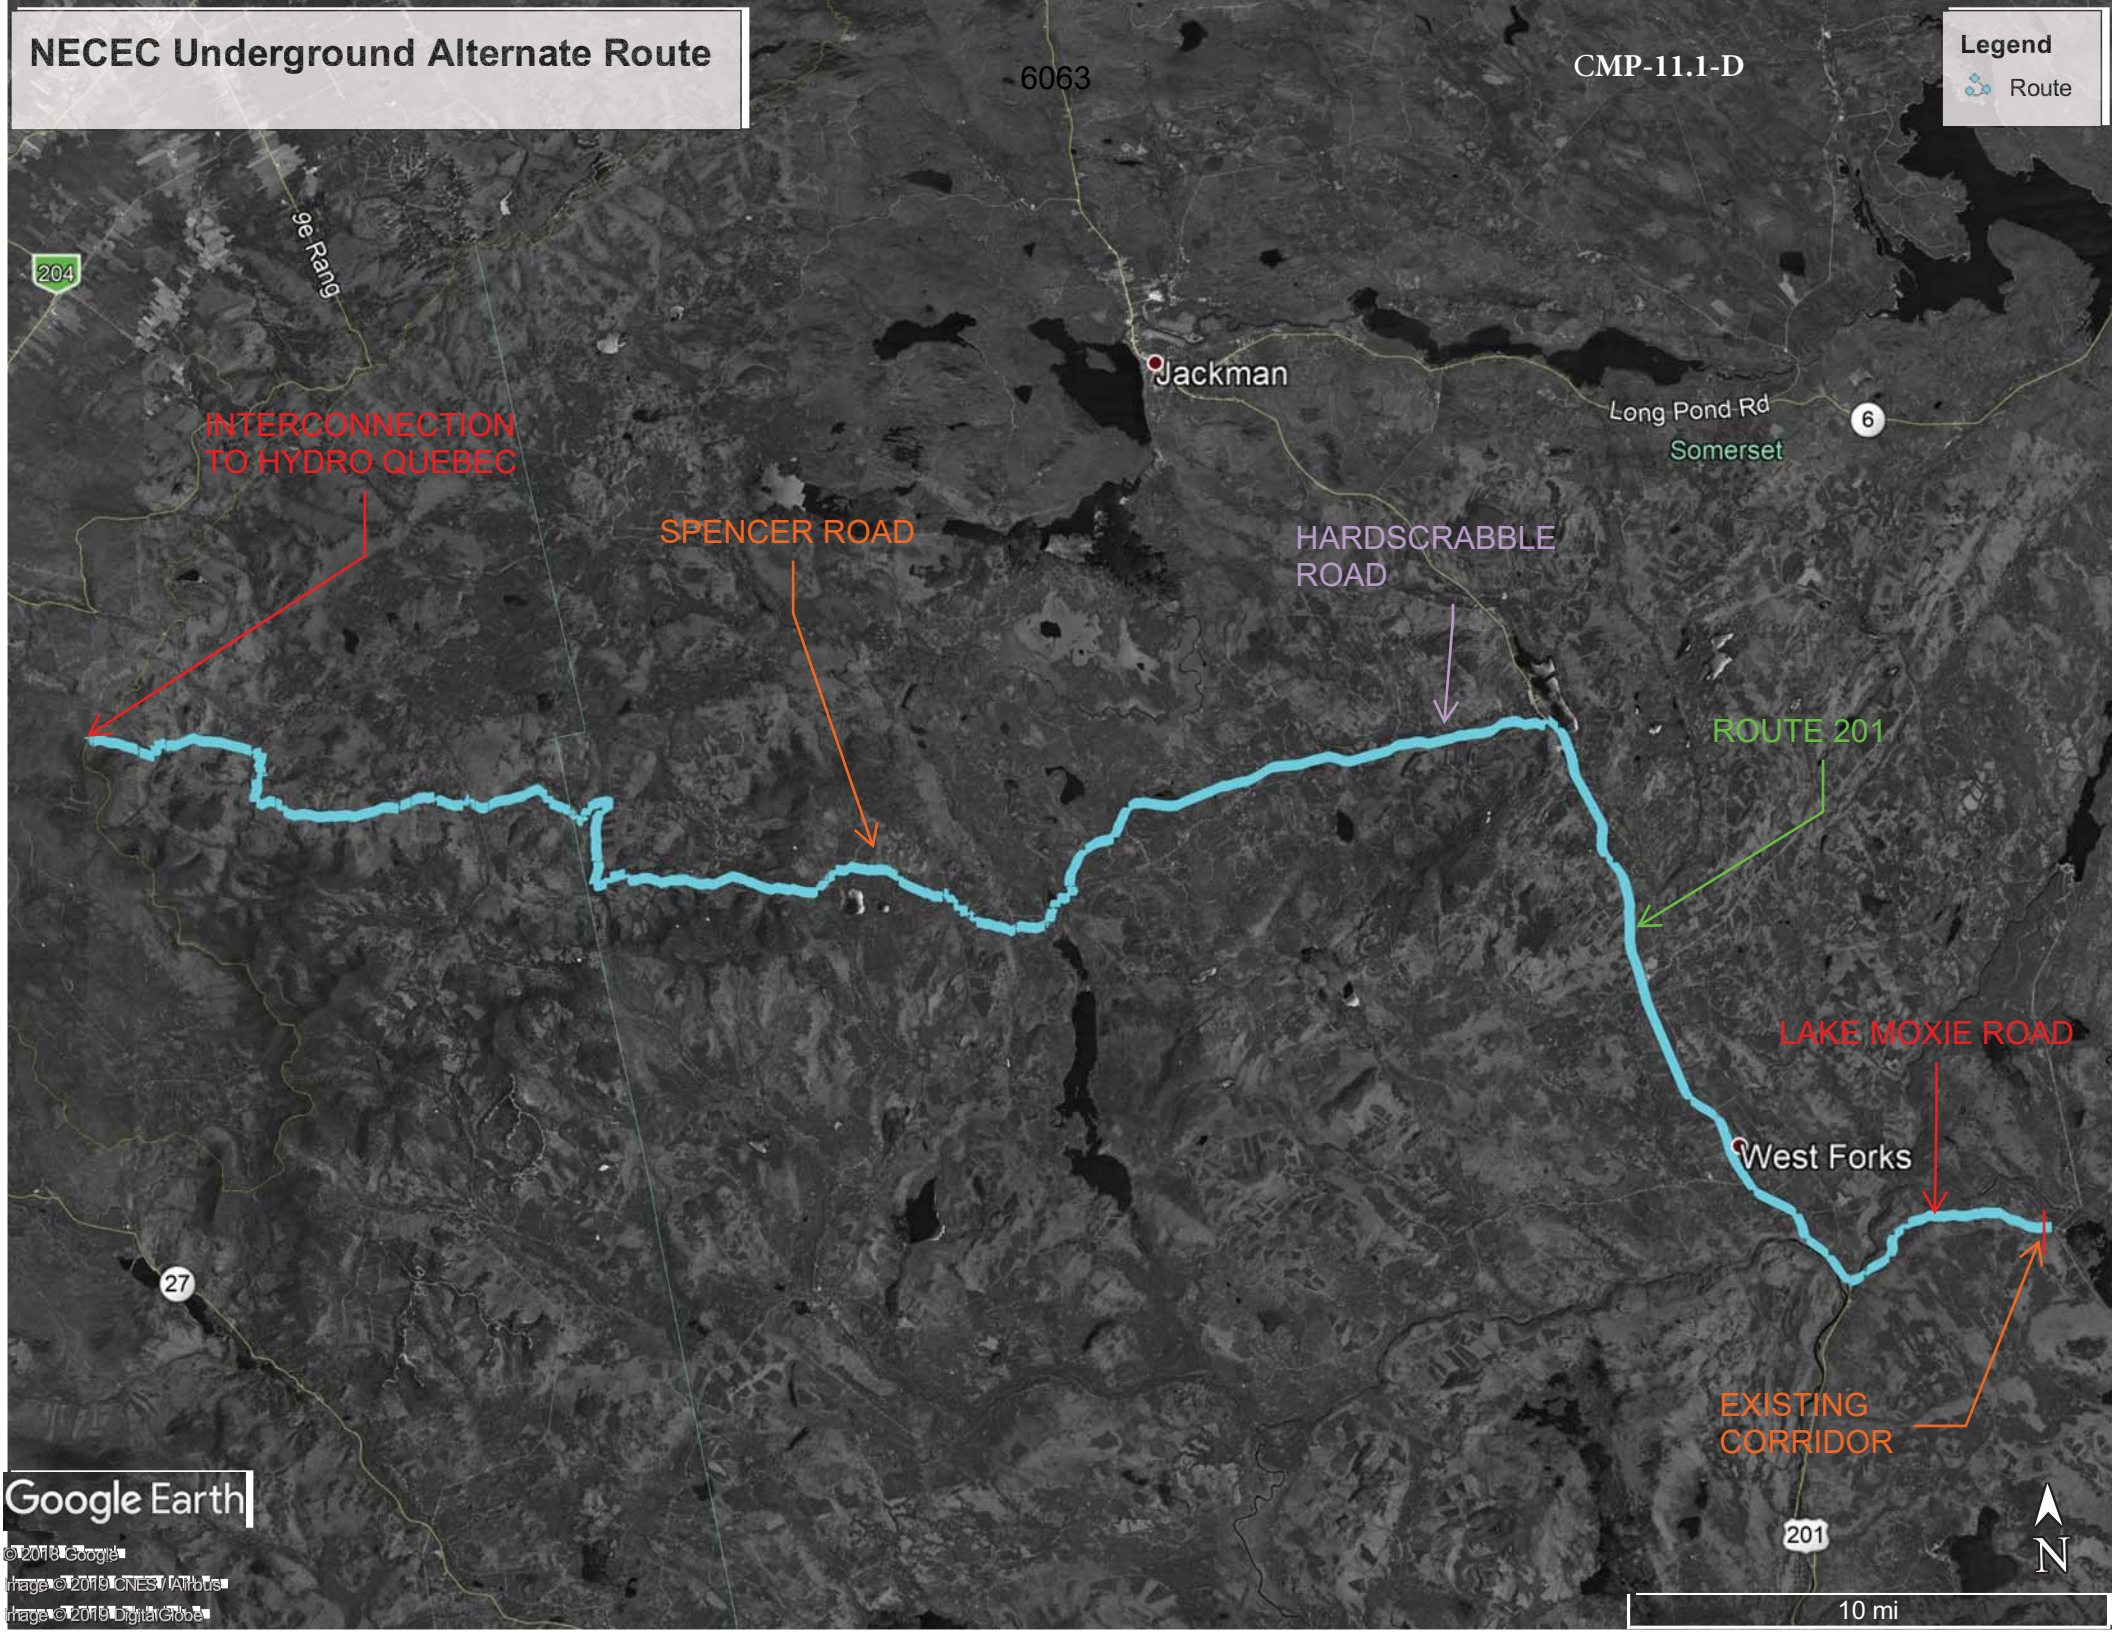 NECEC Underground Alternate Route
6063
CMP-11.1-D
Legend
Route
204
9e Rang
Jackman
Long Pond Rd
6
Somerset
INTERCONNECTION
TO HYDRO QUEBEC
SPENCER ROAD
HARDSCRABBLE
ROAD
ROUTE 201
LAKE MOXIE ROAD
West Forks
27
EXISTING
CORRIDOR
Google Earth
201
N
© 2018 Google
Image © 2019 CNES / Airbus
Image © 2019 DigitalGlobe
10 mi